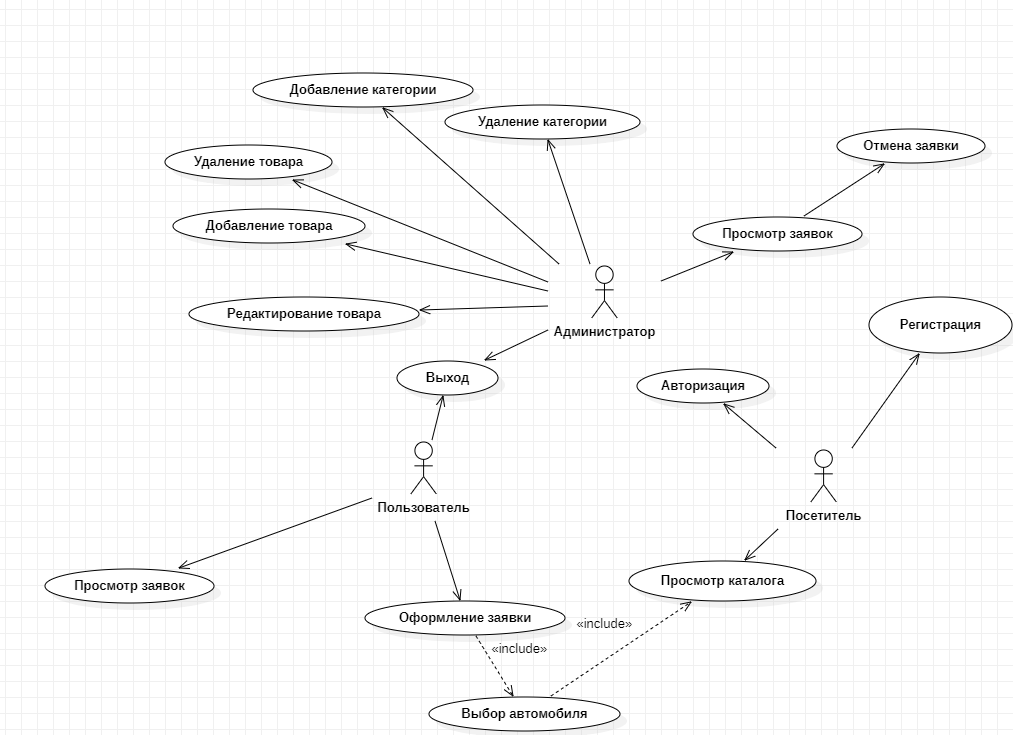 Добавление категории
Удаление категории
Отмена заявки
Удаление товара
Добавление товара
Просмотр заявок
Редактирование товара
Администратор
Регистрация
Выход
Авторизация
Пользователь
Посетитель
Просмотр заявок
Просмотр каталога
Оформление заявки
«include»
«include»
Выбор автомобиля